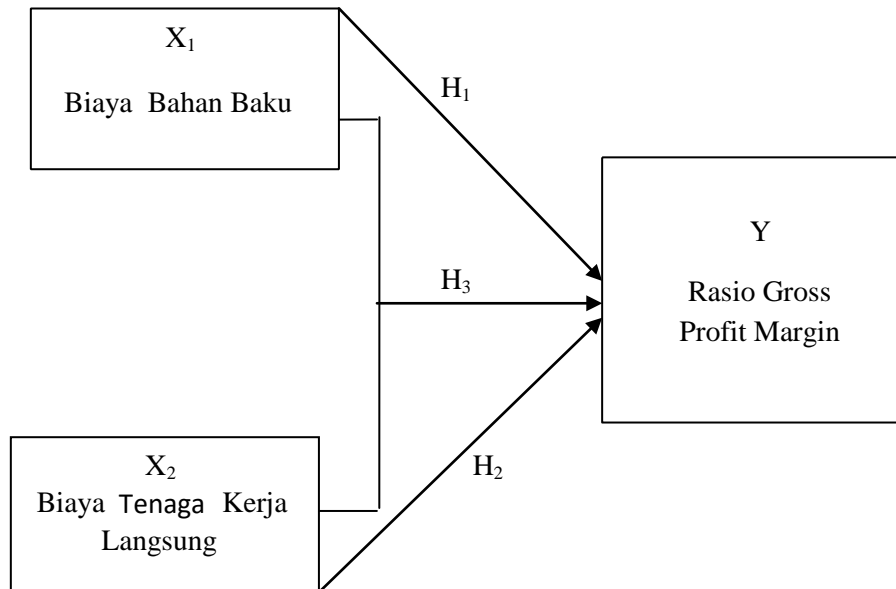 X₁
Biaya Bahan Baku
H₁
H₃
Y
Rasio Gross
Profit Margin
X₂
Biaya Tenaga Kerja
Langsung
H₂